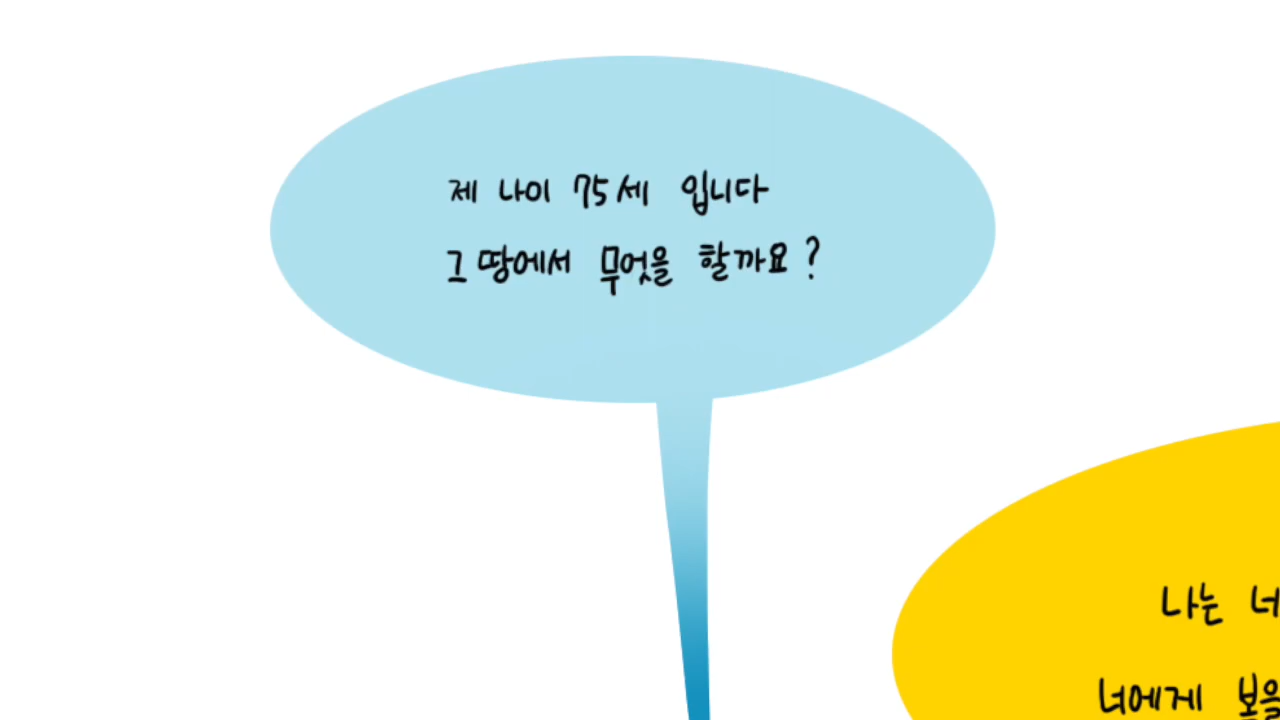 제 나이 75세 입니다
그 땅에서 무엇을 할까요?
나는
너에게